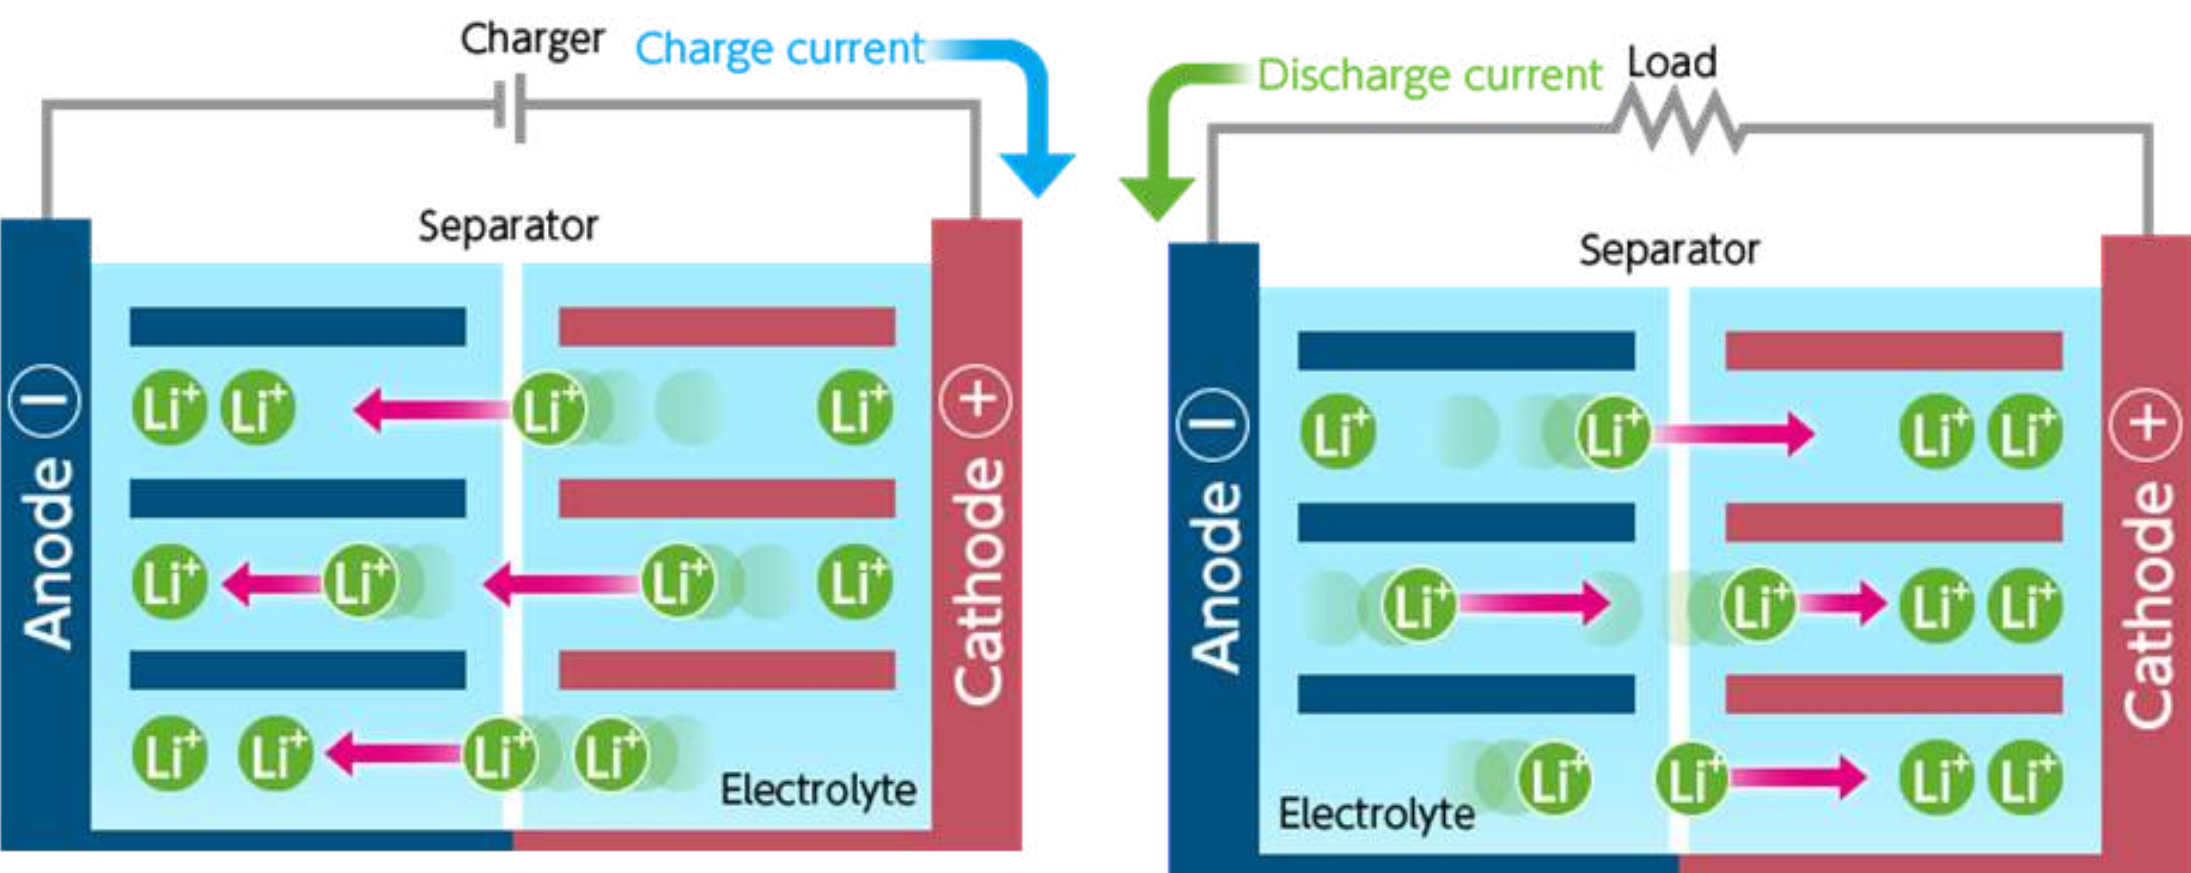 Charger
Charge current
Separator
Anode −
Li⁺ Li⁺ Li⁺ Li⁺
Li⁺ Li⁺ Li⁺ Li⁺
Li⁺ Li⁺ Li⁺ Li⁺
Electrolyte
Cathode +
Discharge current
Load
Separator
Anode −
Li⁺ Li⁺ Li⁺ Li⁺
Li⁺ Li⁺ Li⁺ Li⁺
Li⁺ Li⁺ Li⁺ Li⁺
Electrolyte
Cathode +